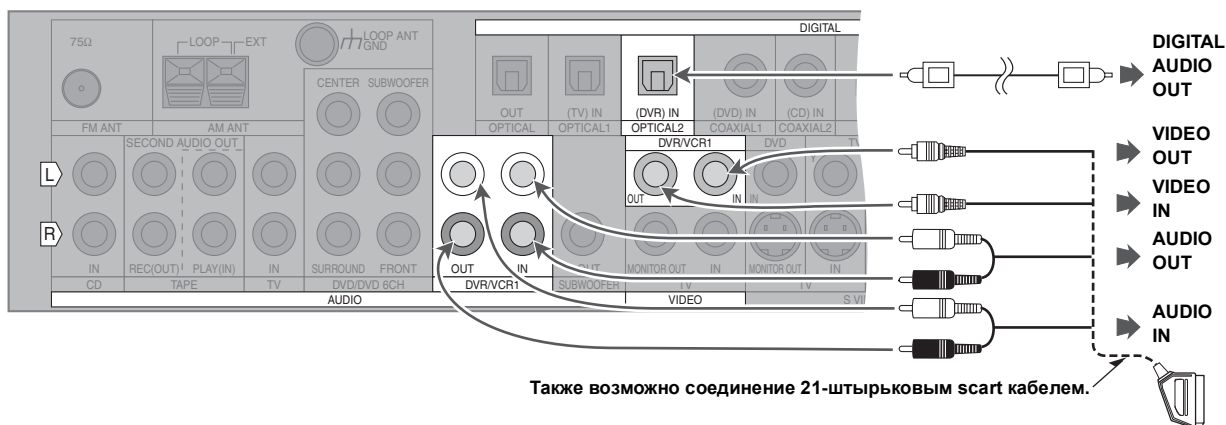 DIGITAL
75Ω
LOOP
EXT
LOOP ANT
GND
DIGITAL
AUDIO
OUT
CENTER
SUBWOOFER
OUT
(TV) IN
(DVR) IN
(DVD) IN
(CD) IN
FM ANT
AM ANT
OPTICAL
OPTICAL1
OPTICAL2
COAXIAL1
COAXIAL2
SECOND AUDIO OUT
DVR/VCR1
DVD
TV
VIDEO
OUT
L
OUT
IN
IN
VIDEO
IN
R
AUDIO
OUT
IN
REC(OUT)
PLAY(IN)
IN
SURROUND
FRONT
OUT
IN
OUT
MONITOR OUT
IN
MONITOR OUT
IN
CD
TAPE
TV
DVD/DVD 6CH
DVR/VCR1
SUBWOOFER
TV
TV
AUDIO
VIDEO
S VI
AUDIO
IN
Также возможно соединение 21-штырьковым scart кабелем.